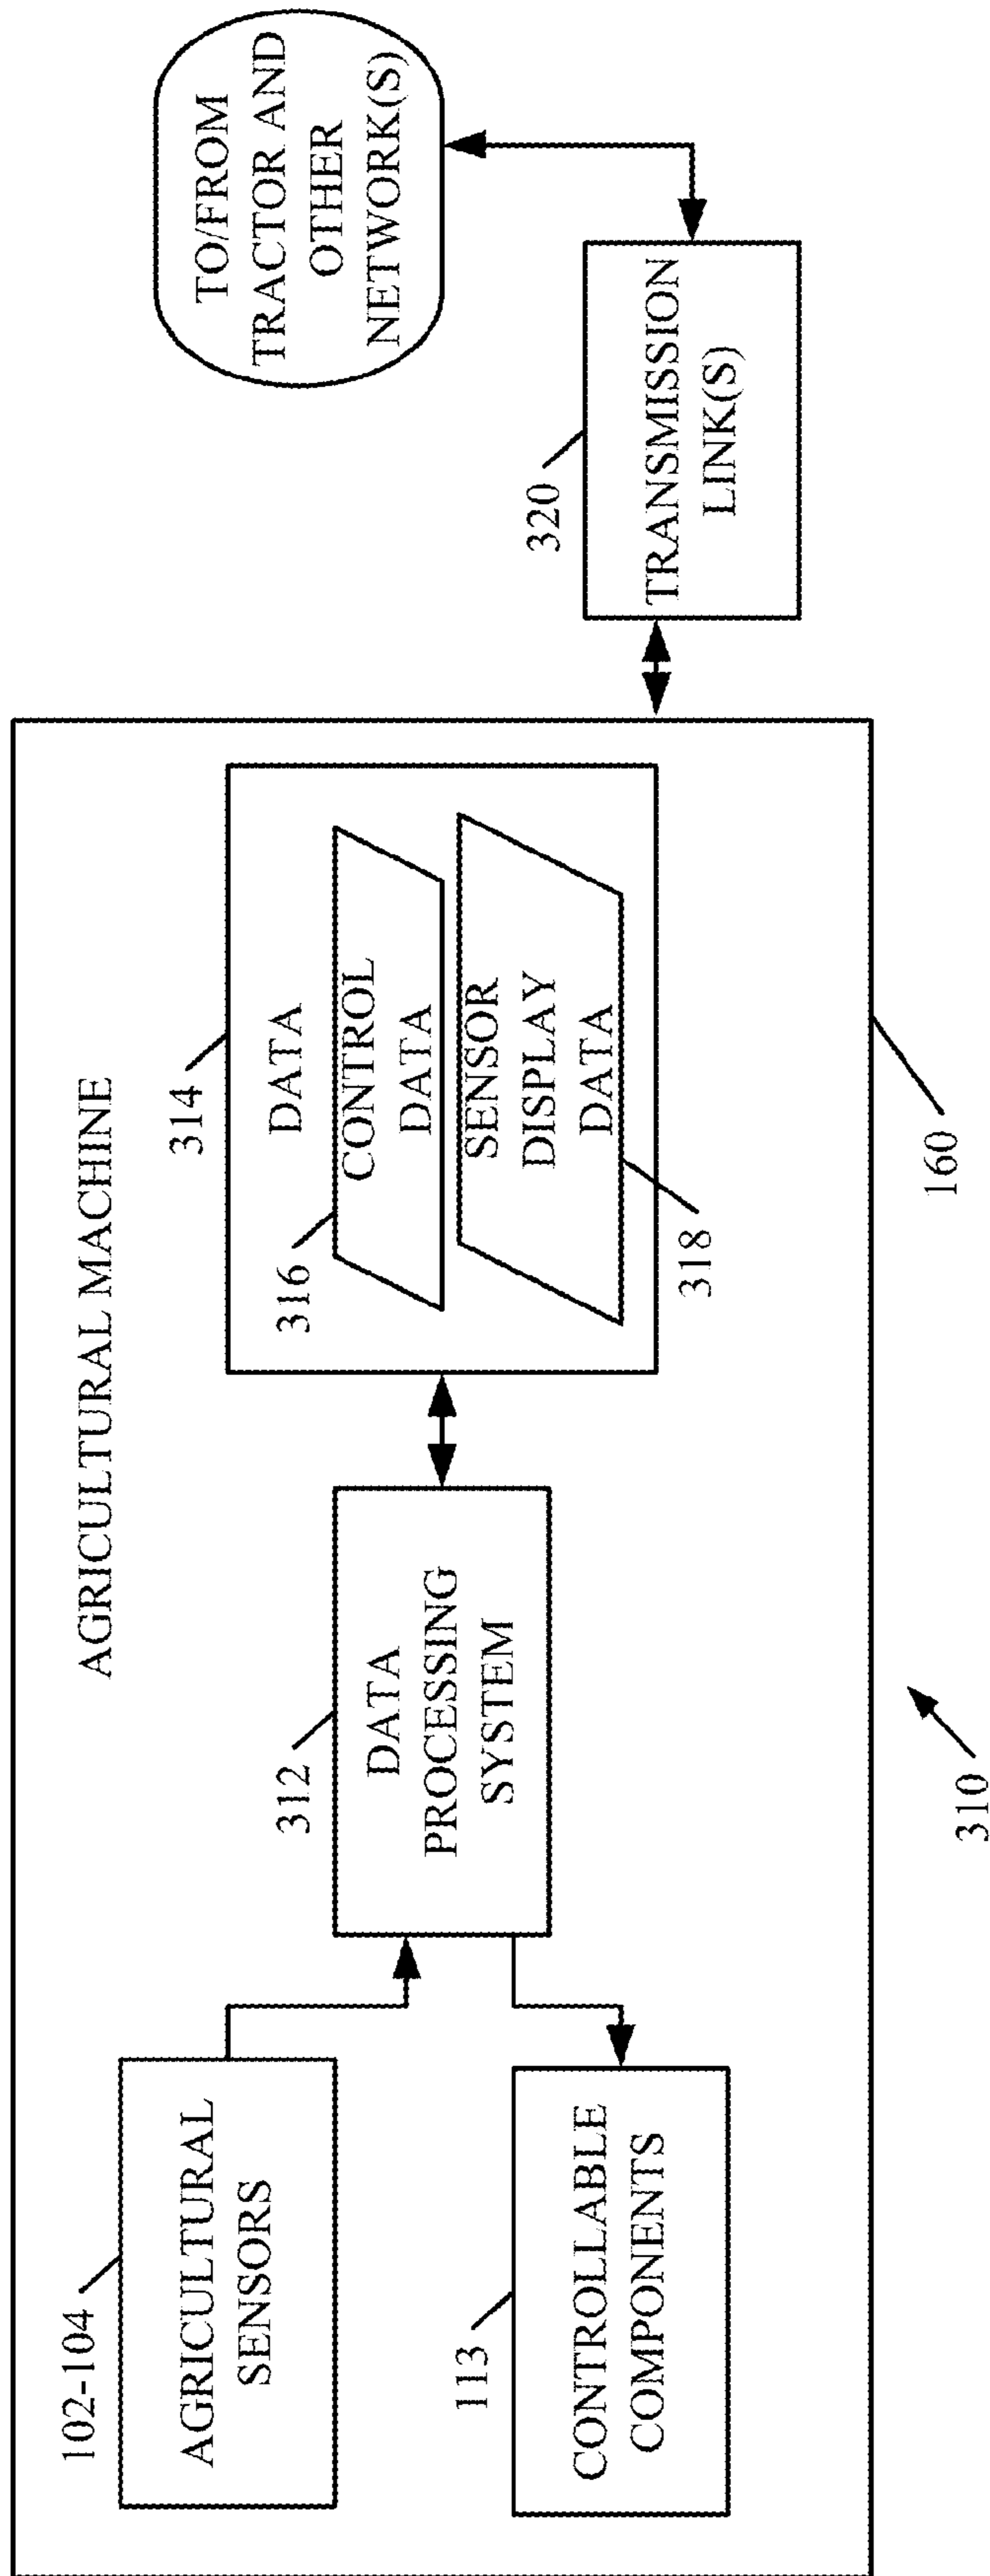 AGRICULTURAL MACHINE
102-104
AGRICULTURAL
SENSORS
113
CONTROLLABLE
COMPONENTS
312
DATA
PROCESSING
SYSTEM
314
DATA
316
CONTROL
DATA
SENSOR
DISPLAY
DATA
318
160
310
320
TRANSMISSION
LINK(S)
TO/FROM
TRACTOR AND
OTHER
NETWORK(S)